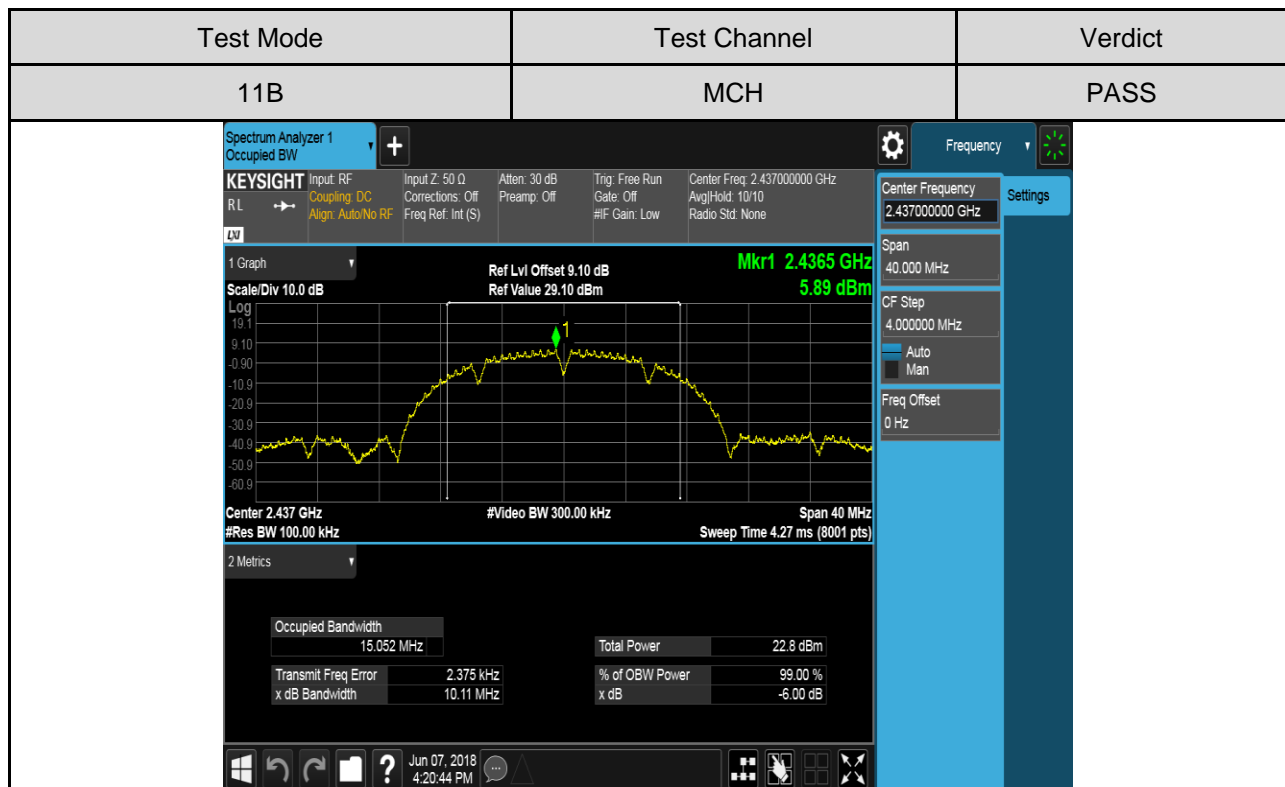 Test Mode Test Channel Verdict
11B MCH PASS
Spectrum Analyzer 1
Occupied BW
Frequency
KEYSIGHT Input: RF Input Z: 50 Ω Atten: 30 dB Trig: Free Run Center Freq: 2.437000000 GHz
RL Coupling: DC Corrections: Off Preamp: Off Gate: Off Avg|Hold: 10/10
Align: Auto/No RF Freq Ref: Int (S) #IF Gain: Low Radio Std: None
LXI
Center Frequency
2.437000000 GHz
Settings
Span
40.000 MHz
CF Step
4.000000 MHz
Auto
Man
Freq Offset
0 Hz
1 Graph
Ref Lvl Offset 9.10 dB
Mkr1 2.4365 GHz
Scale/Div 10.0 dB
Ref Value 29.10 dBm
5.89 dBm
Log
19.1
1
9.10
-0.90
-10.9
-20.9
-30.9
-40.9
-50.9
-60.9
Center 2.437 GHz #Video BW 300.00 kHz Span 40 MHz
#Res BW 100.00 kHz Sweep Time 4.27 ms (8001 pts)
2 Metrics
Occupied Bandwidth
15.052 MHz
Total Power 22.8 dBm
Transmit Freq Error 2.375 kHz
% of OBW Power 99.00 %
x dB Bandwidth 10.11 MHz
x dB -6.00 dB
Jun 07, 2018
4:20:44 PM